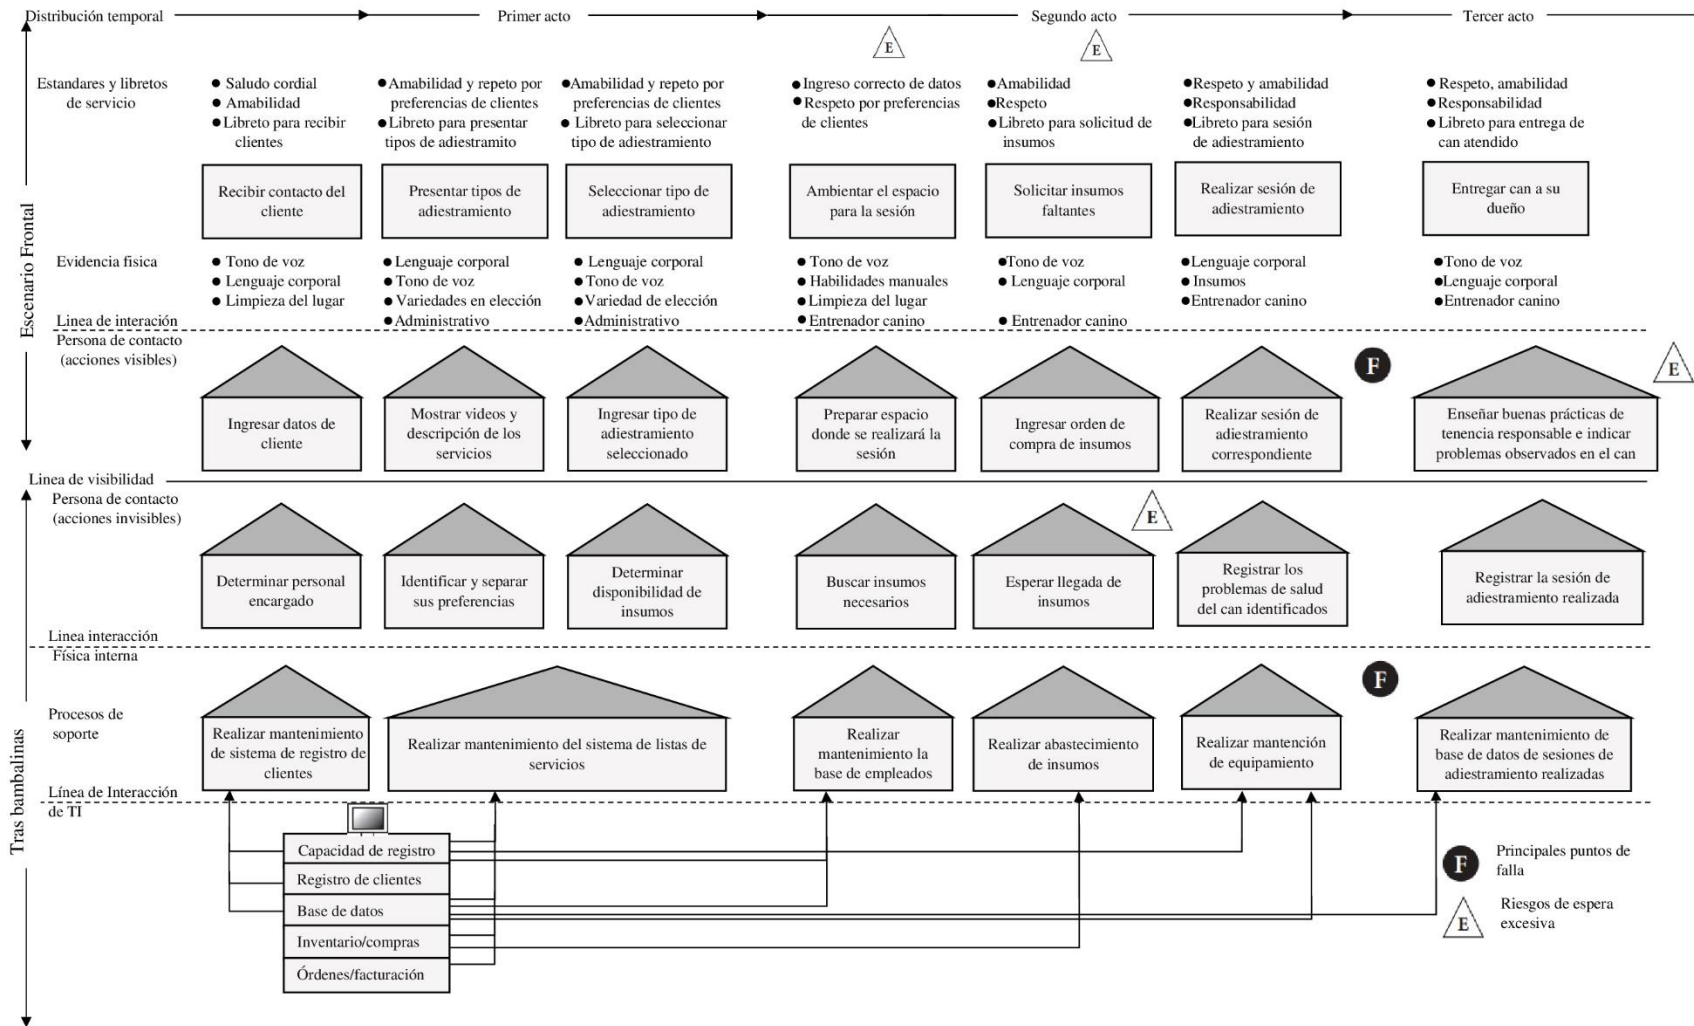 Distribución temporal
Primer acto
Segundo acto
Tercer acto
E
E
Estandares y libretos
de servicio
● Saludo cordial
● Amabilidad
● Libreto para recibir
clientes
● Amabilidad y repeto por
preferencias de clientes
● Libreto para presentar
tipos de adiestramito
● Amabilidad y repeto por
preferencias de clientes
● Libreto para seleccionar
tipo de adiestramiento
● Ingreso correcto de datos
● Respeto por preferencias
de clientes
● Amabilidad
● Respeto
● Libreto para solicitud de
insumos
● Respeto y amabilidad
● Responsabilidad
● Libreto para sesión
de adiestramiento
● Respeto, amabilidad
● Responsabilidad
● Libreto para entrega de
can atendido
Escenario Frontal
Recibir contacto del
cliente
Presentar tipos de
adiestramiento
Seleccionar tipo de
adiestramiento
Ambientar el espacio
para la sesión
Solicitar insumos
faltantes
Realizar sesión de
adiestramiento
Entregar can a su
dueño
Evidencia fisica
● Tono de voz
● Lenguaje corporal
● Limpieza del lugar
● Lenguaje corporal
● Tono de voz
● Variedades en elección
● Administrativo
● Lenguaje corporal
● Tono de voz
● Variedad de elección
● Administrativo
● Tono de voz
● Habilidades manuales
● Limpieza del lugar
● Entrenador canino
● Tono de voz
● Lenguaje corporal
● Entrenador canino
● Lenguaje corporal
● Insumos
● Entrenador canino
● Tono de voz
● Lenguaje corporal
● Entrenador canino
Linea de interación
Persona de contacto
(acciones visibles)
F
E
Ingresar datos de
cliente
Mostrar videos y
descripción de los
servicios
Ingresar tipo de
adiestramiento
seleccionado
Preparar espacio
donde se realizará la
sesión
Ingresar orden de
compra de insumos
Realizar sesión de
adiestramiento
correspondiente
Enseñar buenas prácticas de
tenencia responsable e indicar
problemas observados en el can
Linea de visibilidad
Persona de contacto
(acciones invisibles)
E
Determinar personal
encargado
Identificar y separar
sus preferencias
Determinar
disponibilidad de
insumos
Buscar insumos
necesarios
Esperar llegada de
insumos
Registrar los
problemas de salud
del can identificados
Registrar la sesión de
adiestramiento realizada
Linea interacción
Física interna
F
Tras bambalinas
Procesos de
soporte
Realizar mantenimiento
de sistema de registro de
clientes
Realizar mantenimiento del sistema de listas de
servicios
Realizar
mantenimiento la
base de empleados
Realizar abastecimiento
de insumos
Realizar mantención
de equipamiento
Realizar mantenimiento de
base de datos de sesiones de
adiestramiento realizadas
Línea de Interacción
de TI
Capacidad de registro
Registro de clientes
Base de datos
Inventario/compras
Órdenes/facturación
F
Principales puntos de
falla
E
Riesgos de espera
excesiva